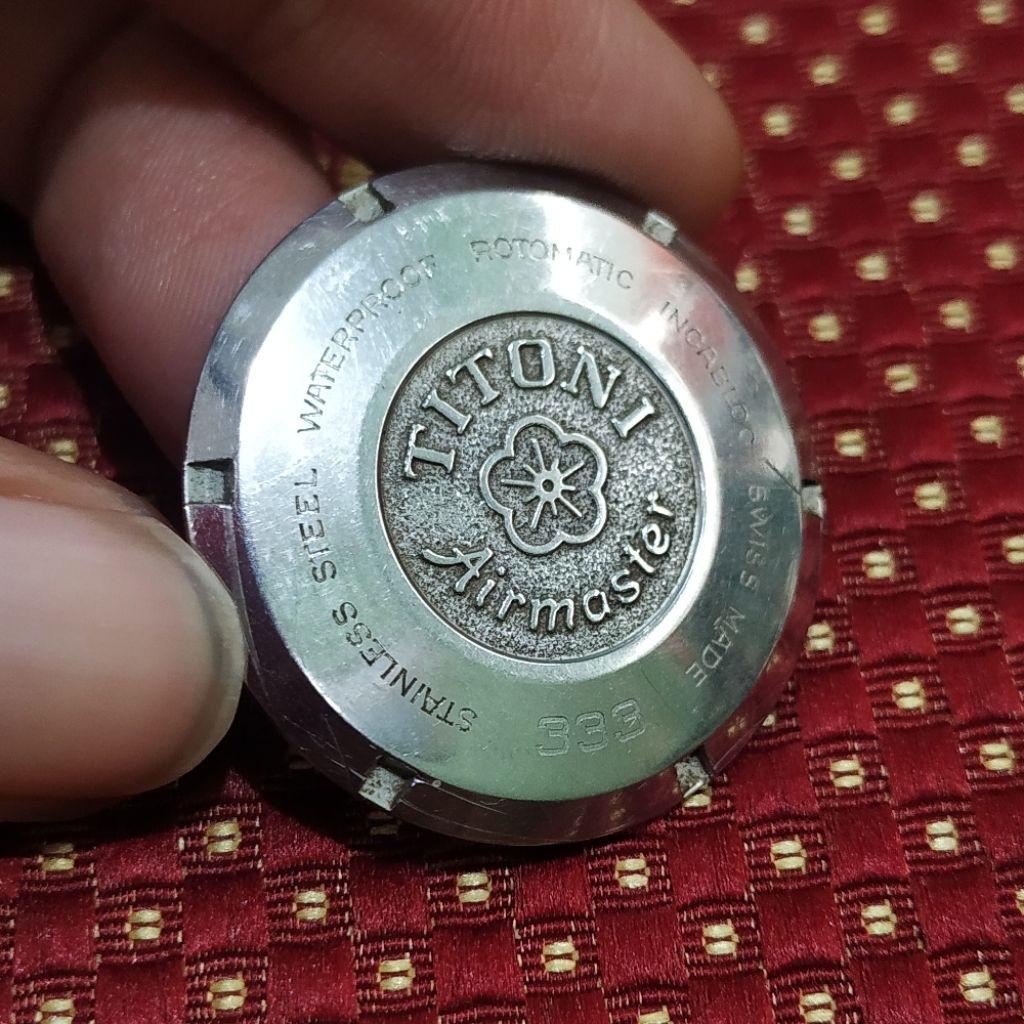 TITONI
Airmaster
STAINLESS STEEL WATERPROOF ROTOMATIC INCABLOC SWISS MADE
333